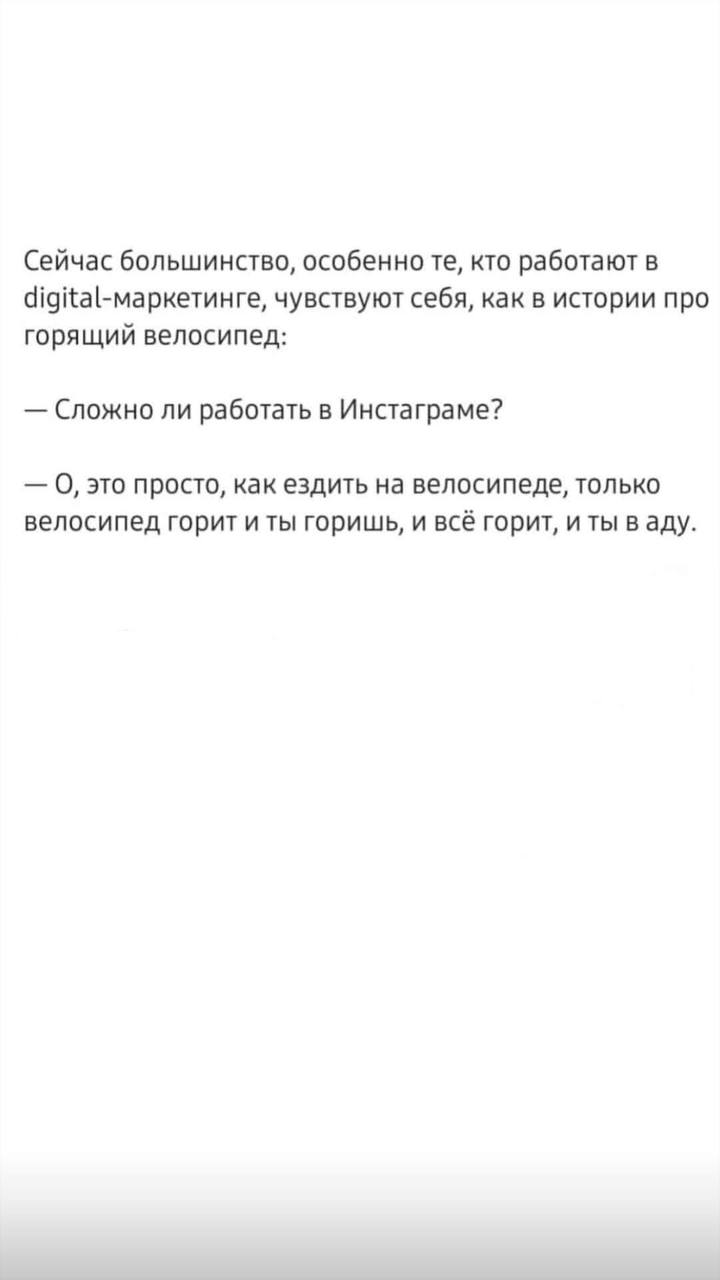 Сейчас большинство, особенно те, кто работают в
digital-маркетинге, чувствуют себя, как в истории про
горящий велосипед:
— Сложно ли работать в Инстаграме?
— О, это просто, как ездить на велосипеде, только
велосипед горит и ты горишь, и всё горит, и ты в аду.